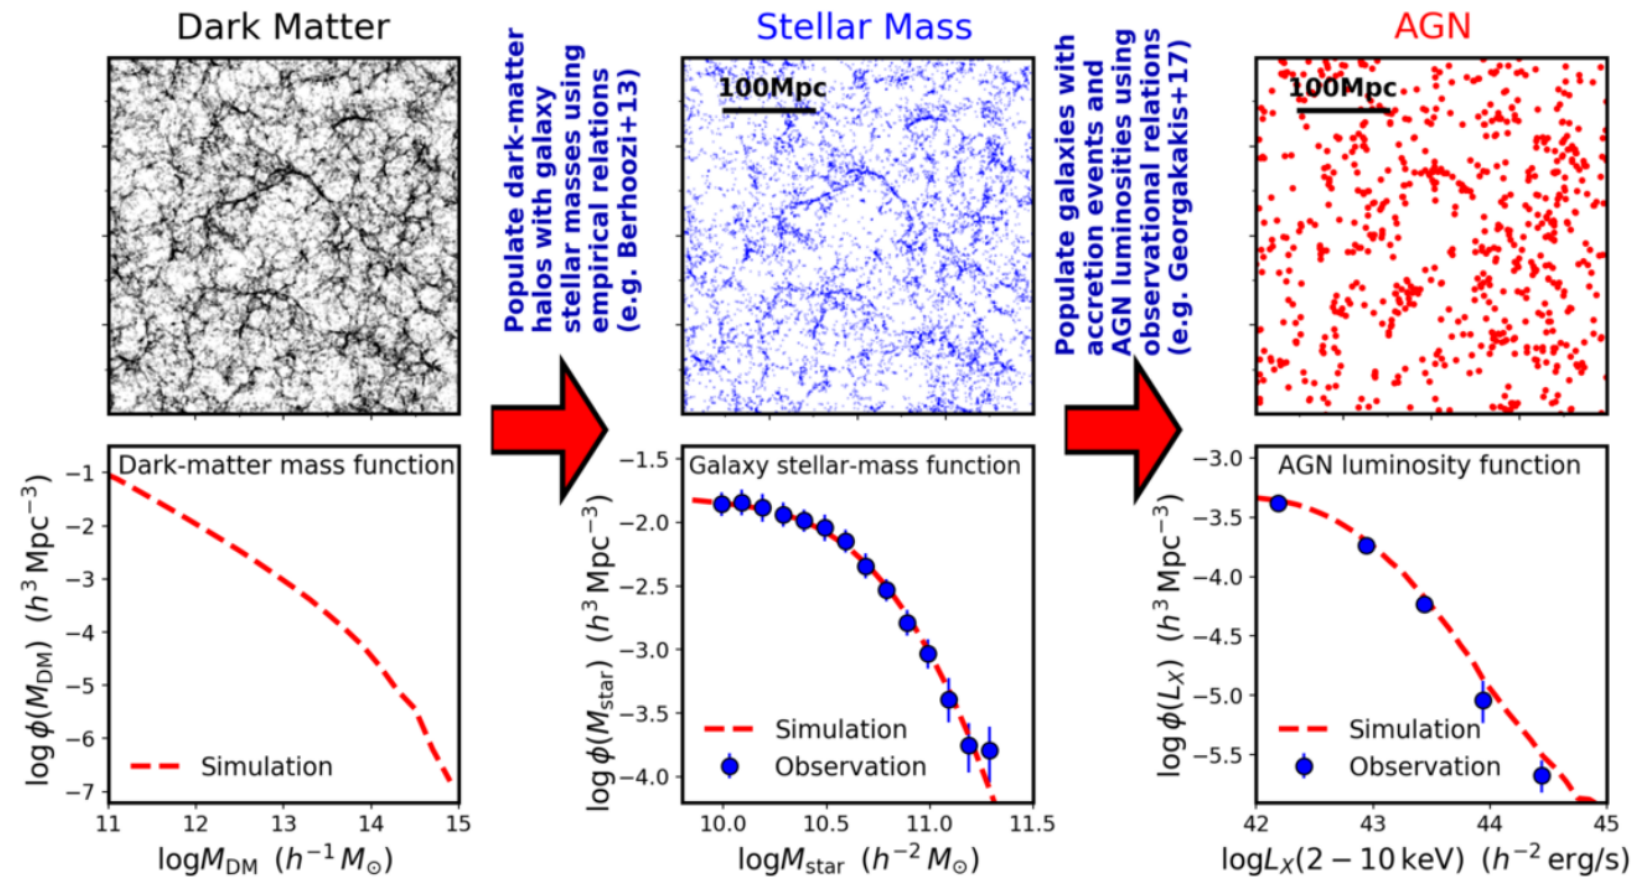 Dark Matter
Stellar Mass
AGN
Populate dark-matter
halos with galaxy
stellar masses using
empirical relations
(e.g. Berhoozi+13)
Populate galaxies with
accretion events and
AGN luminosities using
observational relations
(e.g. Georgakakis+17)
100Mpc
100Mpc
Dark-matter mass function
−1
−2
−3
−4
−5
−6
−7
log ϕ(M_DM) (h³ Mpc⁻³)
Simulation
11 12 13 14 15
logM_DM (h⁻¹ M_⊙)
Galaxy stellar-mass function
−1.5
−2.0
−2.5
−3.0
−3.5
−4.0
log ϕ(M_star) (h³ Mpc⁻³)
Simulation
Observation
10.0 10.5 11.0 11.5
logM_star (h⁻² M_⊙)
AGN luminosity function
−3.0
−3.5
−4.0
−4.5
−5.0
−5.5
log ϕ(L_X) (h³ Mpc⁻³)
Simulation
Observation
42 43 44 45
logL_X(2 − 10 keV) (h⁻² erg/s)